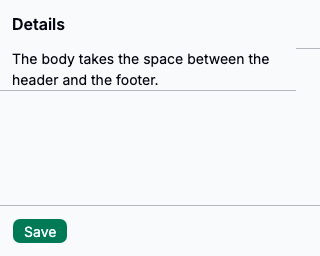 Details
The body takes the space between the
header and the footer.
Save